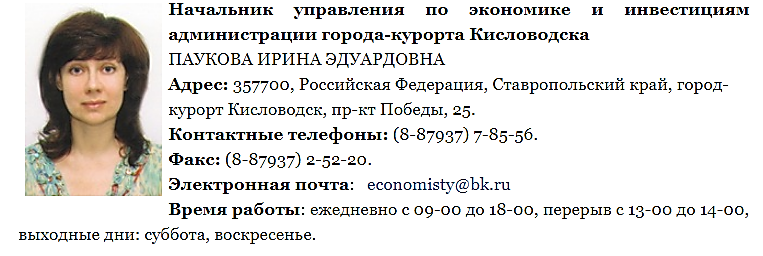 Начальник управления по экономике и инвестициям
администрации города-курорта Кисловодска
ПАУКОВА ИРИНА ЭДУАРДОВНА
Адрес: 357700, Российская Федерация, Ставропольский край, город-
курорт Кисловодск, пр-кт Победы, 25.
Контактные телефоны: (8-87937) 7-85-56.
Факс: (8-87937) 2-52-20.
Электронная почта: economisty@bk.ru
Время работы: ежедневно с 09-00 до 18-00, перерыв с 13-00 до 14-00,
выходные дни: суббота, воскресенье.